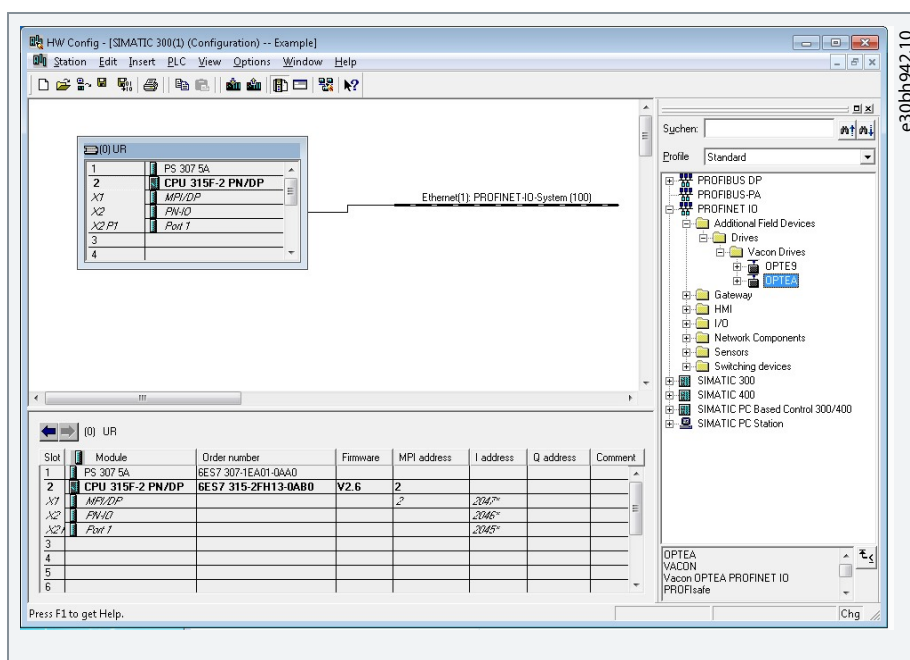 HW Config - [SIMATIC 300(1) (Configuration) -- Example]
Station Edit Insert PLC View Options Window Help
(0) UR
1 PS 307 5A
2 CPU 315F-2 PN/DP
X1 MPI/DP
X2 PN-IO
X2 P1 Port 1
3
4
Ethernet(1): PROFINET-IO-System (100)
Suchen:
Profile Standard
PROFIBUS DP
PROFIBUS-PA
PROFINET IO
Additional Field Devices
Drives
Vacon Drives
OPTE9
OPTEA
Gateway
HMI
I/O
Network Components
Sensors
Switching devices
SIMATIC 300
SIMATIC 400
SIMATIC PC Based Control 300/400
SIMATIC PC Station
(0) UR
Slot Module Order number Firmware MPI address I address Q address Comment
1 PS 307 5A 6ES7 307-1EA01-0AA0
2 CPU 315F-2 PN/DP 6ES7 315-2FH13-0AB0 V2.6 2
X1 MPI/DP 2 2047*
X2 PN-IO 2046*
X2 Port 1 2045*
3
4
5
6
OPTEA
VACON
Vacon OPTEA PROFINET IO
PROFIsafe
Press F1 to get Help.
Chg
e30bh942.10